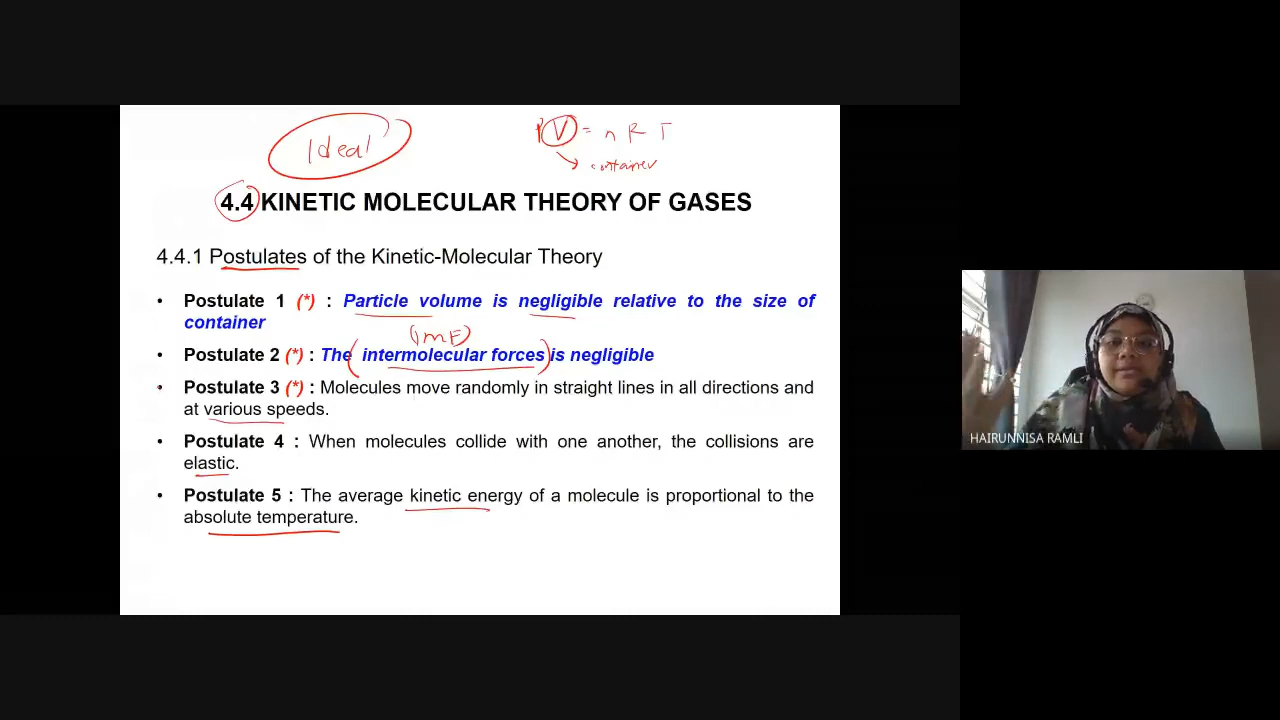 Ideal
PV = n R T
container
4.4 KINETIC MOLECULAR THEORY OF GASES
4.4.1 Postulates of the Kinetic-Molecular Theory
• Postulate 1 (*) : Particle volume is negligible relative to the size of
container
(IMF)
• Postulate 2 (*) : The (intermolecular forces) is negligible
• Postulate 3 (*) : Molecules move randomly in straight lines in all directions and
at various speeds.
• Postulate 4 : When molecules collide with one another, the collisions are
elastic.
• Postulate 5 : The average kinetic energy of a molecule is proportional to the
absolute temperature.
HAIRUNNISA RAMLI